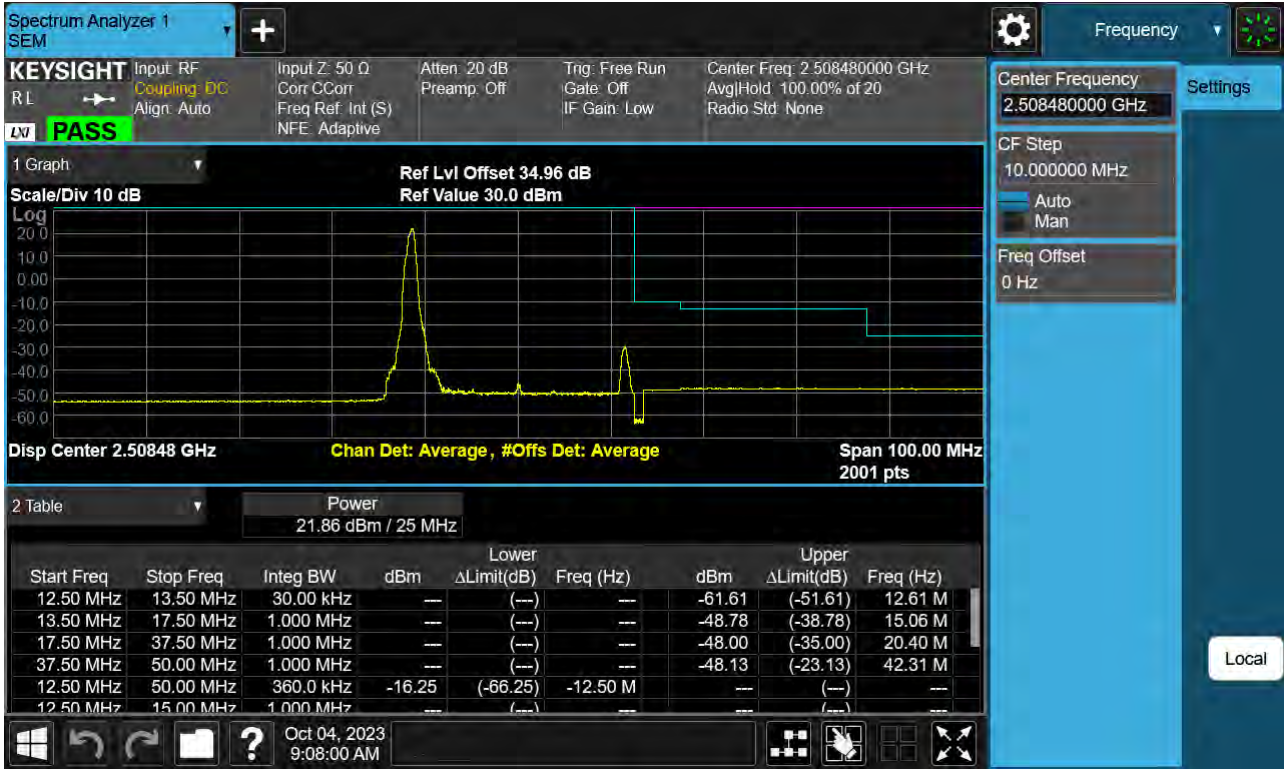 Spectrum Analyzer 1
SEM
Frequency
KEYSIGHT
R L
LXI
PASS
Input: RF
Coupling: DC
Align: Auto
Input Z: 50 Ω
Corr CCorr
Freq Ref: Int (S)
NFE: Adaptive
Atten: 20 dB
Preamp: Off
Trig: Free Run
Gate: Off
IF Gain: Low
Center Freq: 2.508480000 GHz
Avg|Hold: 100.00% of 20
Radio Std: None
Center Frequency
2.508480000 GHz
Settings
CF Step
10.000000 MHz
Auto
Man
Freq Offset
0 Hz
Local
1 Graph
Scale/Div 10 dB
Ref Lvl Offset 34.96 dB
Ref Value 30.0 dBm
Log
20.0
10.0
0.00
-10.0
-20.0
-30.0
-40.0
-50.0
-60.0
Disp Center 2.50848 GHz
Chan Det: Average, #Offs Det: Average
Span 100.00 MHz
2001 pts
2 Table
Power
21.86 dBm / 25 MHz
Lower Upper
Start Freq Stop Freq Integ BW dBm ΔLimit(dB) Freq (Hz) dBm ΔLimit(dB) Freq (Hz)
12.50 MHz 13.50 MHz 30.00 kHz --- (---) --- -61.61 (-51.61) 12.61 M
13.50 MHz 17.50 MHz 1.000 MHz --- (---) --- -48.78 (-38.78) 15.06 M
17.50 MHz 37.50 MHz 1.000 MHz --- (---) --- -48.00 (-35.00) 20.40 M
37.50 MHz 50.00 MHz 1.000 MHz --- (---) --- -48.13 (-23.13) 42.31 M
12.50 MHz 50.00 MHz 360.0 kHz -16.25 (-66.25) -12.50 M --- (---) ---
12.50 MHz 15.00 MHz 1.000 MHz --- (---) --- --- (---) ---
?
Oct 04, 2023
9:08:00 AM